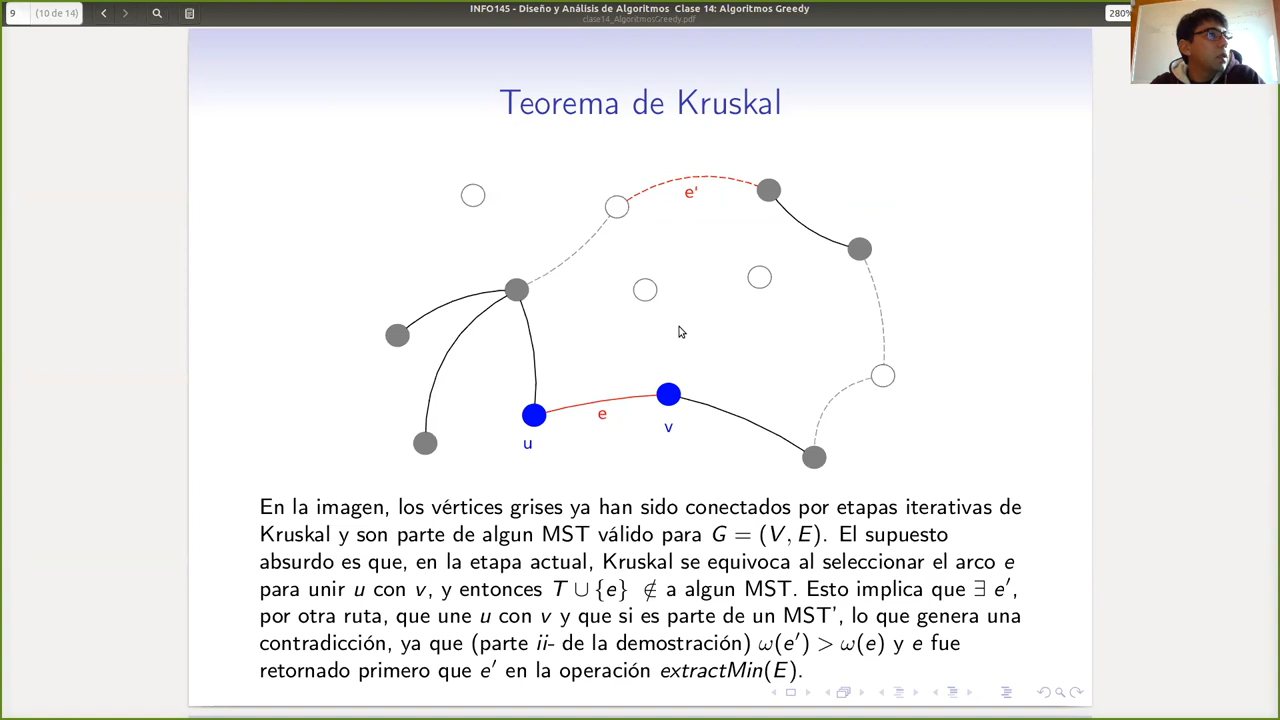 9
(10 de 14)
INFO145 - Diseño y Análisis de Algoritmos Clase 14: Algoritmos Greedy
clase14_AlgoritmosGreedy.pdf
280%
Teorema de Kruskal
e'
e
u
v
En la imagen, los vértices grises ya han sido conectados por etapas iterativas de
Kruskal y son parte de algun MST válido para G = (V, E). El supuesto
absurdo es que, en la etapa actual, Kruskal se equivoca al seleccionar el arco e
para unir u con v, y entonces T ∪ {e} ∉ a algun MST. Esto implica que ∃ e′,
por otra ruta, que une u con v y que si es parte de un MST', lo que genera una
contradicción, ya que (parte ii- de la demostración) ω(e′) > ω(e) y e fue
retornado primero que e′ en la operación extractMin(E).